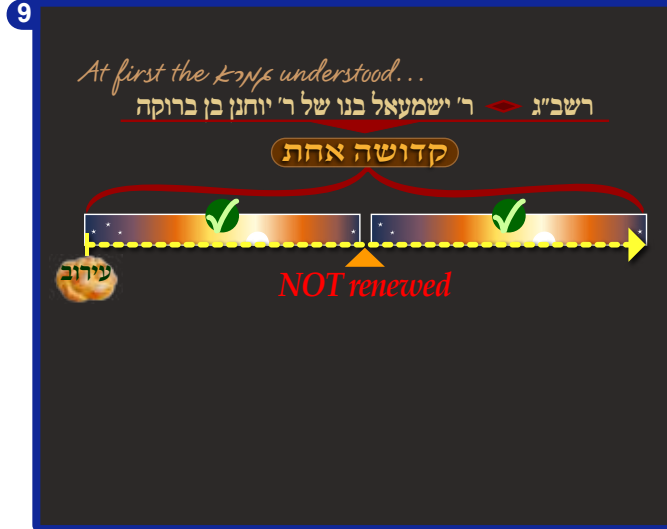 9
At first the גמרא understood...
רשב״ג ר׳ ישמעאל בנו של ר׳ יוחנן בן ברוקה
קדושה אחת
עירוב
NOT renewed